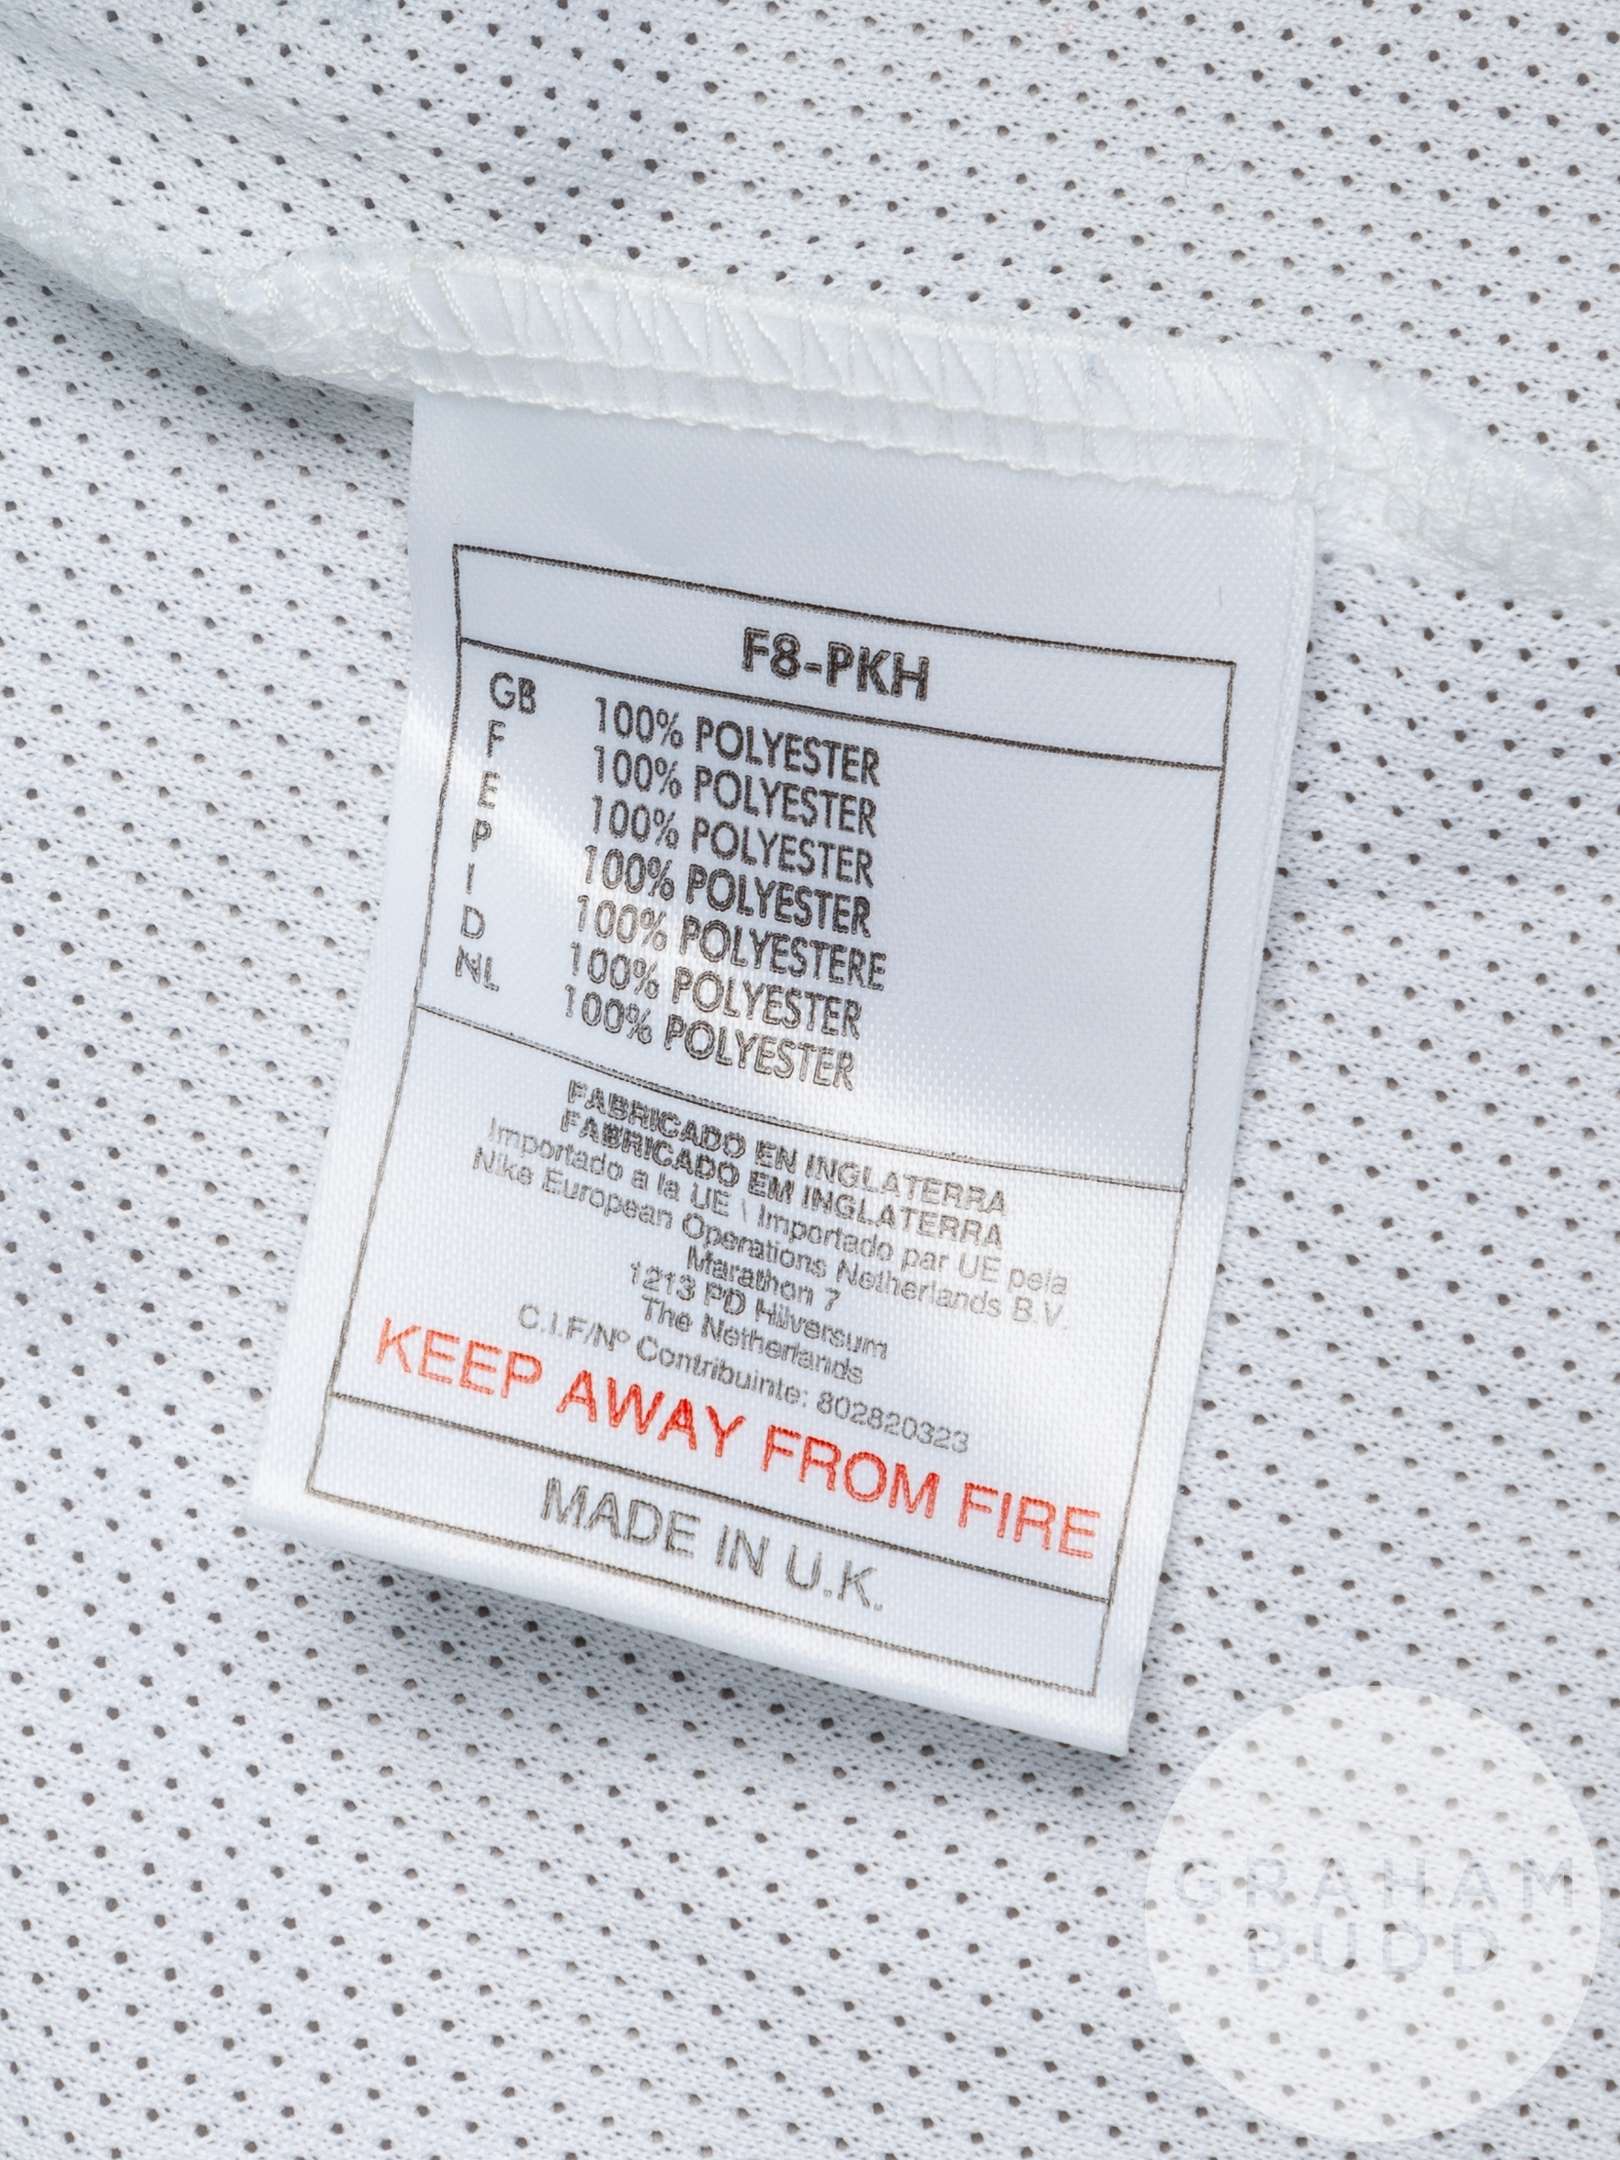 F8-PKH
GB 100% POLYESTER
F 100% POLYESTER
E 100% POLYESTER
P 100% POLYESTER
I 100% POLYESTERE
D 100% POLYESTER
NL 100% POLYESTER
FABRICADO EN INGLATERRA
FABRICADO EM INGLATERRA
Importado a la UE \ Importado par UE pela
Nike European Operations Netherlands B.V.
Marathon 7
1213 PD Hilversum
The Netherlands
C.I.F/Nº Contribuinte: 802820323
KEEP AWAY FROM FIRE
MADE IN U.K.
GRAHAM
BUDD